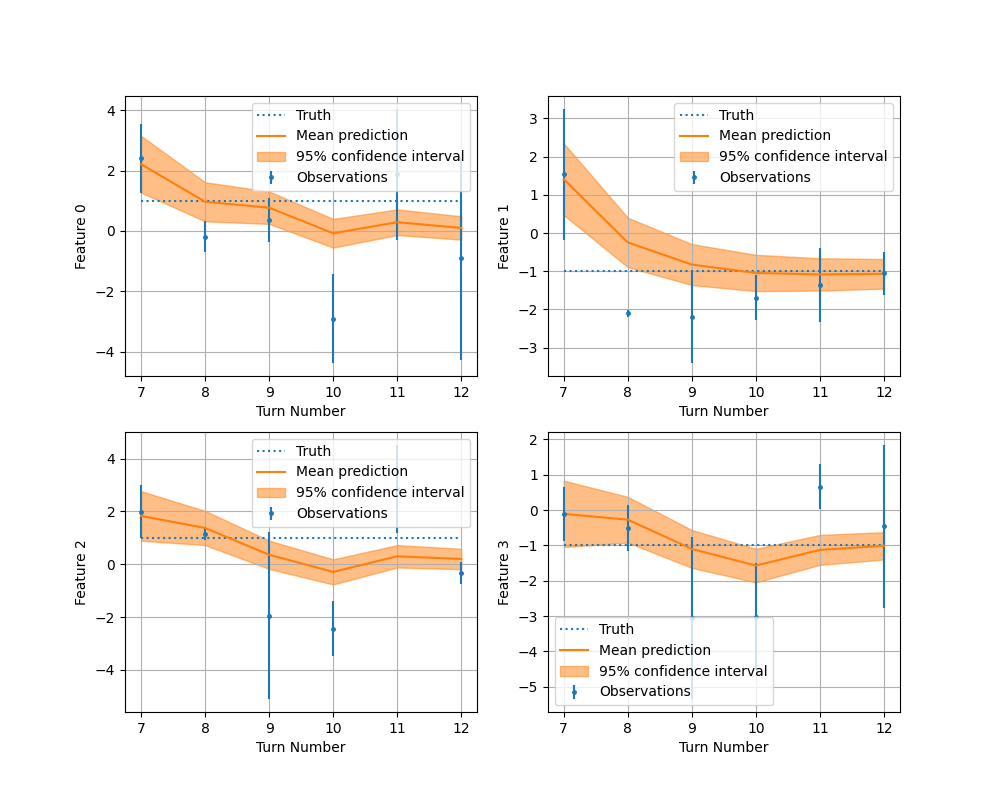 Feature 0
4
2
0
−2
−4
7 8 9 10 11 12
Turn Number
Truth
Mean prediction
95% confidence interval
Observations
Feature 1
3
2
1
0
−1
−2
−3
7 8 9 10 11 12
Turn Number
Truth
Mean prediction
95% confidence interval
Observations
Feature 2
4
2
0
−2
−4
7 8 9 10 11 12
Turn Number
Truth
Mean prediction
95% confidence interval
Observations
Feature 3
2
1
0
−1
−2
−3
−4
−5
7 8 9 10 11 12
Turn Number
Truth
Mean prediction
95% confidence interval
Observations